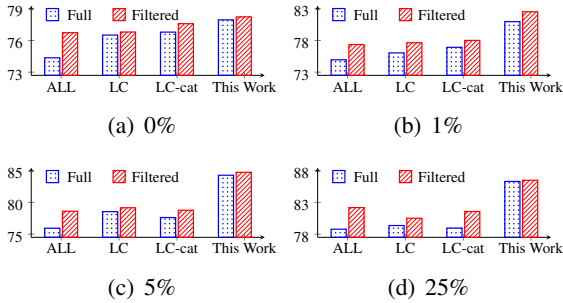 79
76
73
Full Filtered
ALL LC LC-cat This Work
(a) 0%
83
78
73
Full Filtered
ALL LC LC-cat This Work
(b) 1%
85
80
75
Full Filtered
ALL LC LC-cat This Work
(c) 5%
88
83
78
Full Filtered
ALL LC LC-cat This Work
(d) 25%